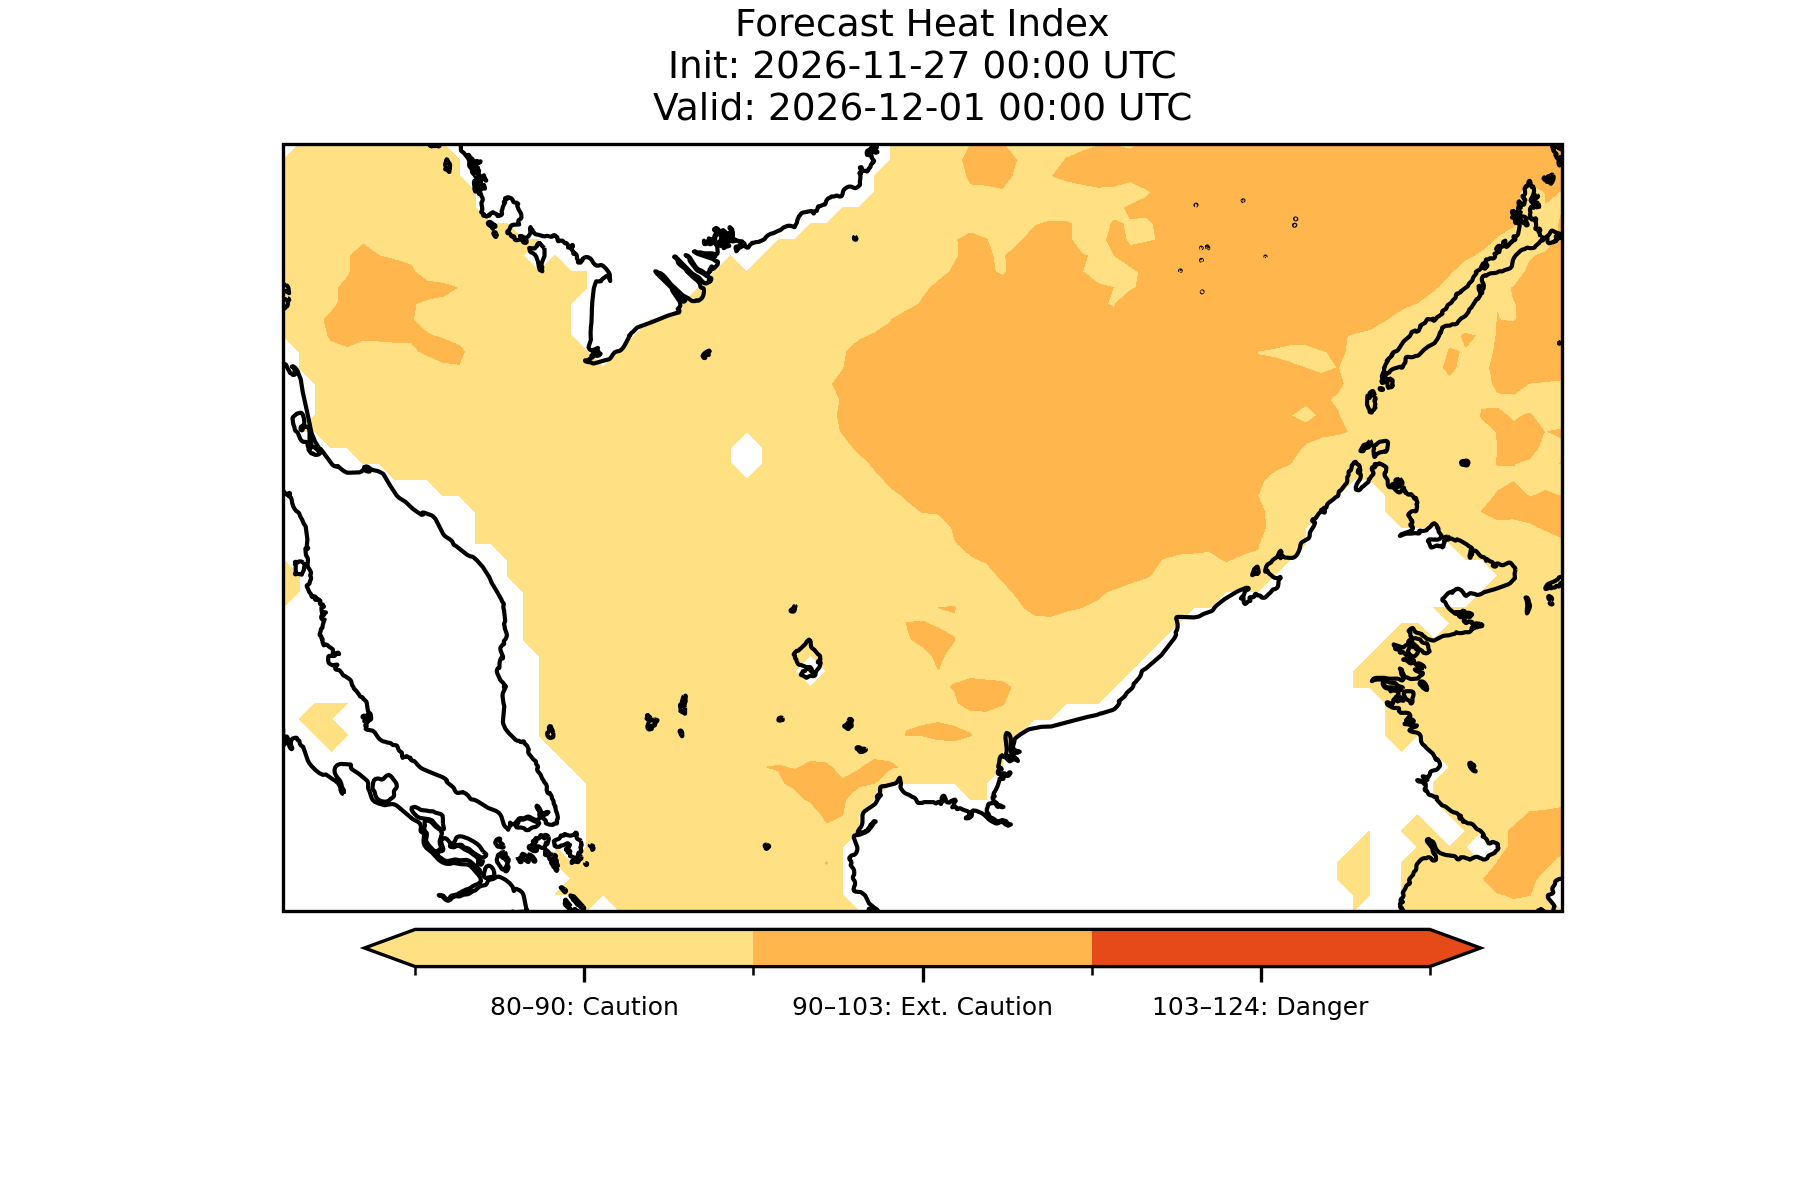 Forecast Heat Index
Init: 2026-11-27 00:00 UTC
Valid: 2026-12-01 00:00 UTC
80–90: Caution
90–103: Ext. Caution
103–124: Danger